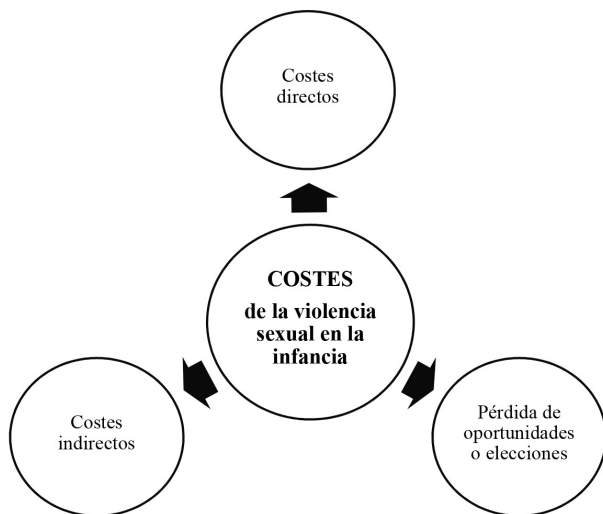 Costes
directos
COSTES
de la violencia
sexual en la
infancia
Costes
indirectos
Pérdida de
oportunidades
o elecciones